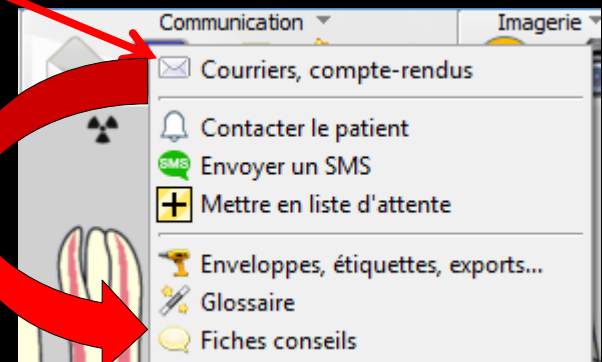 Communication
Imagerie
Courriers, compte-rendus
Contacter le patient
SMS
Envoyer un SMS
Mettre en liste d'attente
Enveloppes, étiquettes, exports...
Glossaire
Fiches conseils